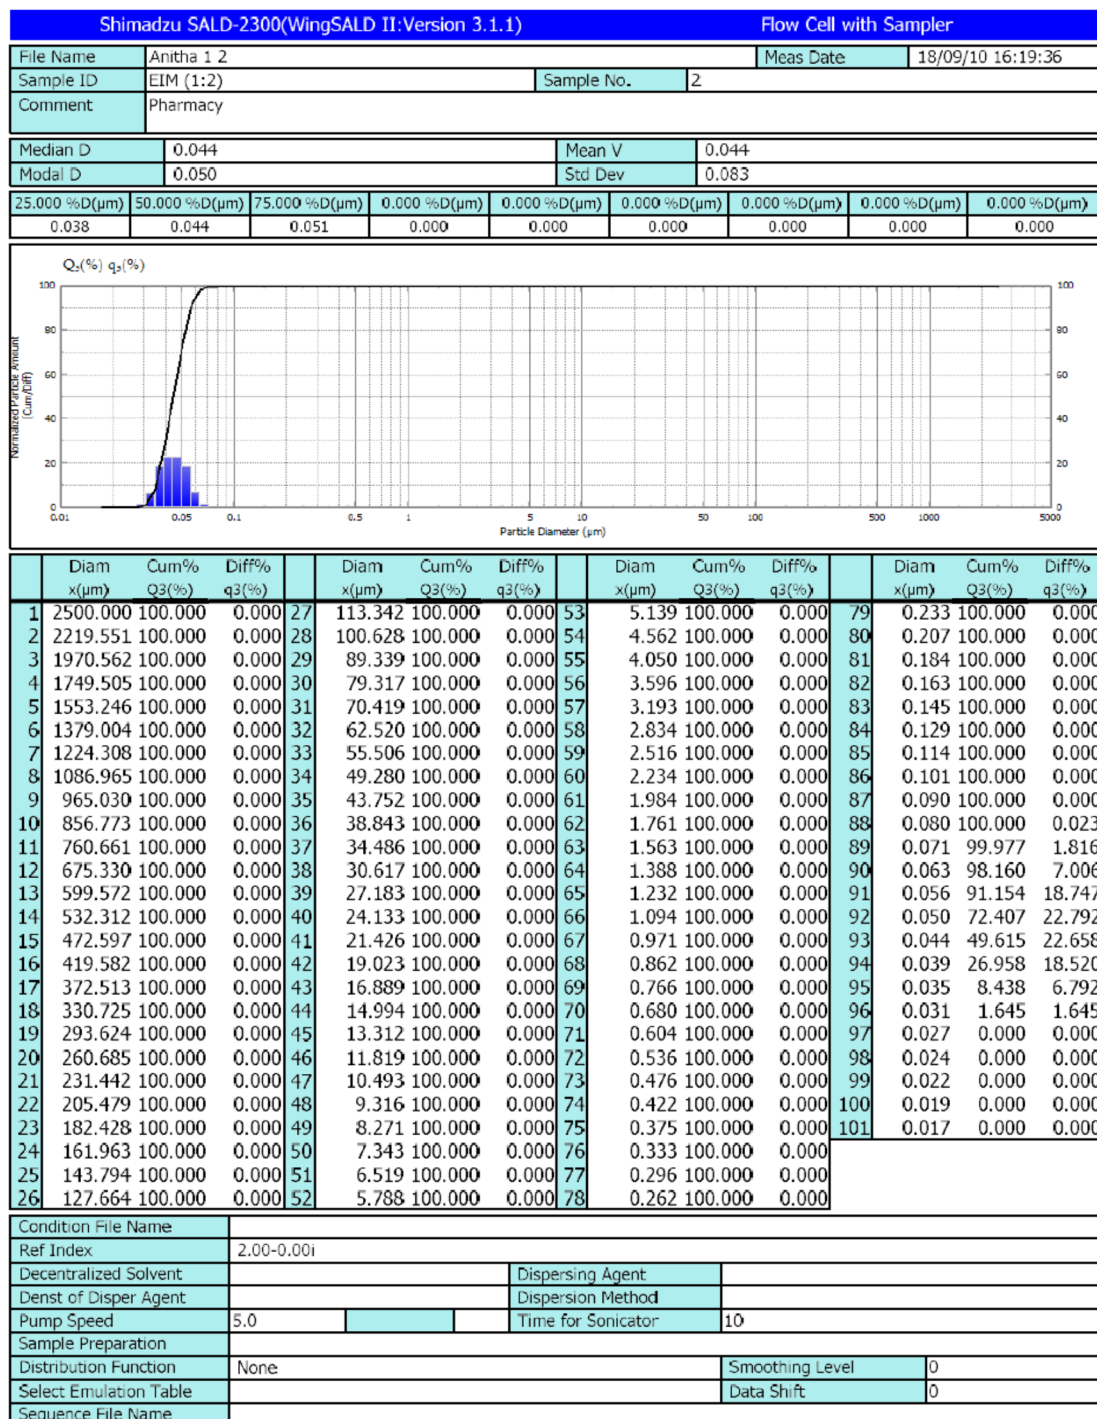 Shimadzu SALD-2300(WingSALD II:Version 3.1.1) Flow Cell with Sampler
File Name Anitha 1 2 Meas Date 18/09/10 16:19:36
Sample ID EIM (1:2) Sample No. 2
Comment Pharmacy
Median D 0.044 Mean V 0.044
Modal D 0.050 Std Dev 0.083
25.000 %D(μm) 50.000 %D(μm) 75.000 %D(μm) 0.000 %D(μm) 0.000 %D(μm) 0.000 %D(μm) 0.000 %D(μm) 0.000 %D(μm) 0.000 %D(μm)
0.038 0.044 0.051 0.000 0.000 0.000 0.000 0.000 0.000
Q₃(%) q₃(%)
100 100
80 80
60 60
40 40
20 20
0 0
Normalized Particle Amount
(Cum/Diff)
0.01 0.05 0.1 0.5 1 5 10 50 100 500 1000 5000
Particle Diameter (μm)
Diam Cum% Diff% Diam Cum% Diff% Diam Cum% Diff% Diam Cum% Diff%
x(μm) Q3(%) q3(%) x(μm) Q3(%) q3(%) x(μm) Q3(%) q3(%) x(μm) Q3(%) q3(%)
1 2500.000 100.000 0.000 27 113.342 100.000 0.000 53 5.139 100.000 0.000 79 0.233 100.000 0.000
2 2219.551 100.000 0.000 28 100.628 100.000 0.000 54 4.562 100.000 0.000 80 0.207 100.000 0.000
3 1970.562 100.000 0.000 29 89.339 100.000 0.000 55 4.050 100.000 0.000 81 0.184 100.000 0.000
4 1749.505 100.000 0.000 30 79.317 100.000 0.000 56 3.596 100.000 0.000 82 0.163 100.000 0.000
5 1553.246 100.000 0.000 31 70.419 100.000 0.000 57 3.193 100.000 0.000 83 0.145 100.000 0.000
6 1379.004 100.000 0.000 32 62.520 100.000 0.000 58 2.834 100.000 0.000 84 0.129 100.000 0.000
7 1224.308 100.000 0.000 33 55.506 100.000 0.000 59 2.516 100.000 0.000 85 0.114 100.000 0.000
8 1086.965 100.000 0.000 34 49.280 100.000 0.000 60 2.234 100.000 0.000 86 0.101 100.000 0.000
9 965.030 100.000 0.000 35 43.752 100.000 0.000 61 1.984 100.000 0.000 87 0.090 100.000 0.000
10 856.773 100.000 0.000 36 38.843 100.000 0.000 62 1.761 100.000 0.000 88 0.080 100.000 0.023
11 760.661 100.000 0.000 37 34.486 100.000 0.000 63 1.563 100.000 0.000 89 0.071 99.977 1.816
12 675.330 100.000 0.000 38 30.617 100.000 0.000 64 1.388 100.000 0.000 90 0.063 98.160 7.006
13 599.572 100.000 0.000 39 27.183 100.000 0.000 65 1.232 100.000 0.000 91 0.056 91.154 18.747
14 532.312 100.000 0.000 40 24.133 100.000 0.000 66 1.094 100.000 0.000 92 0.050 72.407 22.792
15 472.597 100.000 0.000 41 21.426 100.000 0.000 67 0.971 100.000 0.000 93 0.044 49.615 22.658
16 419.582 100.000 0.000 42 19.023 100.000 0.000 68 0.862 100.000 0.000 94 0.039 26.958 18.520
17 372.513 100.000 0.000 43 16.889 100.000 0.000 69 0.766 100.000 0.000 95 0.035 8.438 6.792
18 330.725 100.000 0.000 44 14.994 100.000 0.000 70 0.680 100.000 0.000 96 0.031 1.645 1.645
19 293.624 100.000 0.000 45 13.312 100.000 0.000 71 0.604 100.000 0.000 97 0.027 0.000 0.000
20 260.685 100.000 0.000 46 11.819 100.000 0.000 72 0.536 100.000 0.000 98 0.024 0.000 0.000
21 231.442 100.000 0.000 47 10.493 100.000 0.000 73 0.476 100.000 0.000 99 0.022 0.000 0.000
22 205.479 100.000 0.000 48 9.316 100.000 0.000 74 0.422 100.000 0.000 100 0.019 0.000 0.000
23 182.428 100.000 0.000 49 8.271 100.000 0.000 75 0.375 100.000 0.000 101 0.017 0.000 0.000
24 161.963 100.000 0.000 50 7.343 100.000 0.000 76 0.333 100.000 0.000
25 143.794 100.000 0.000 51 6.519 100.000 0.000 77 0.296 100.000 0.000
26 127.664 100.000 0.000 52 5.788 100.000 0.000 78 0.262 100.000 0.000
Condition File Name
Ref Index 2.00-0.00i
Decentralized Solvent Dispersing Agent
Denst of Disper Agent Dispersion Method
Pump Speed 5.0 Time for Sonicator 10
Sample Preparation
Distribution Function None Smoothing Level 0
Select Emulation Table Data Shift 0
Sequence File Name